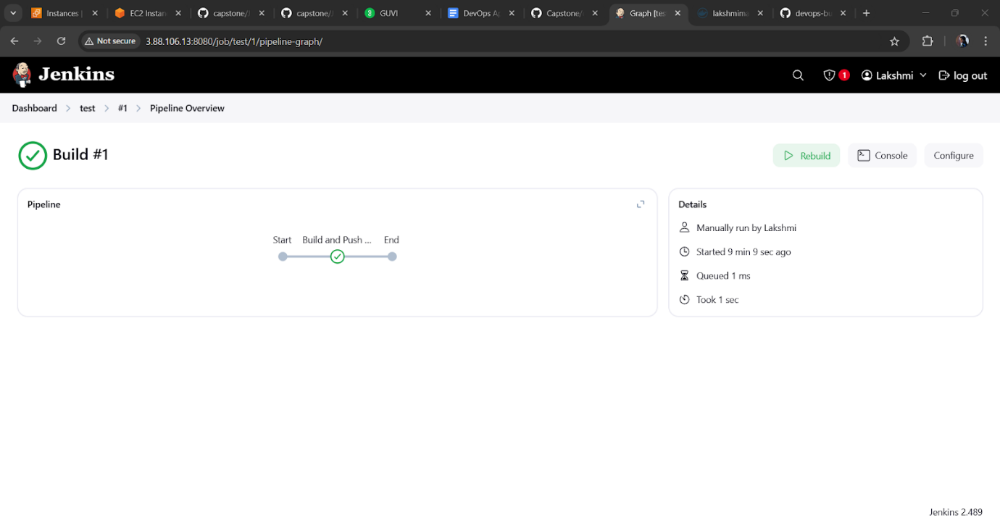 Instances | EC2 Instan capstone/J capstone/J GUVI DevOps Ap Capstone/ Graph [tes lakshmima devops-bu
Not secure 3.88.106.13:8080/job/test/1/pipeline-graph/
Jenkins 1 Lakshmi log out
Dashboard test #1 Pipeline Overview
Build #1 Rebuild Console Configure
Pipeline
Start Build and Push ... End
Details
Manually run by Lakshmi
Started 9 min 9 sec ago
Queued 1 ms
Took 1 sec
Jenkins 2.489